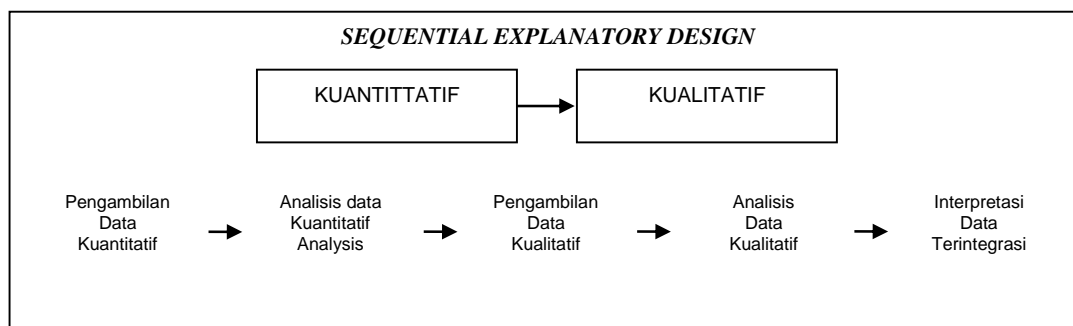 SEQUENTIAL EXPLANATORY DESIGN
KUANTITTATIF
KUALITATIF
Pengambilan
Data
Kuantitatif
Analisis data
Kuantitatif
Analysis
Pengambilan
Data
Kualitatif
Analisis
Data
Kualitatif
Interpretasi
Data
Terintegrasi